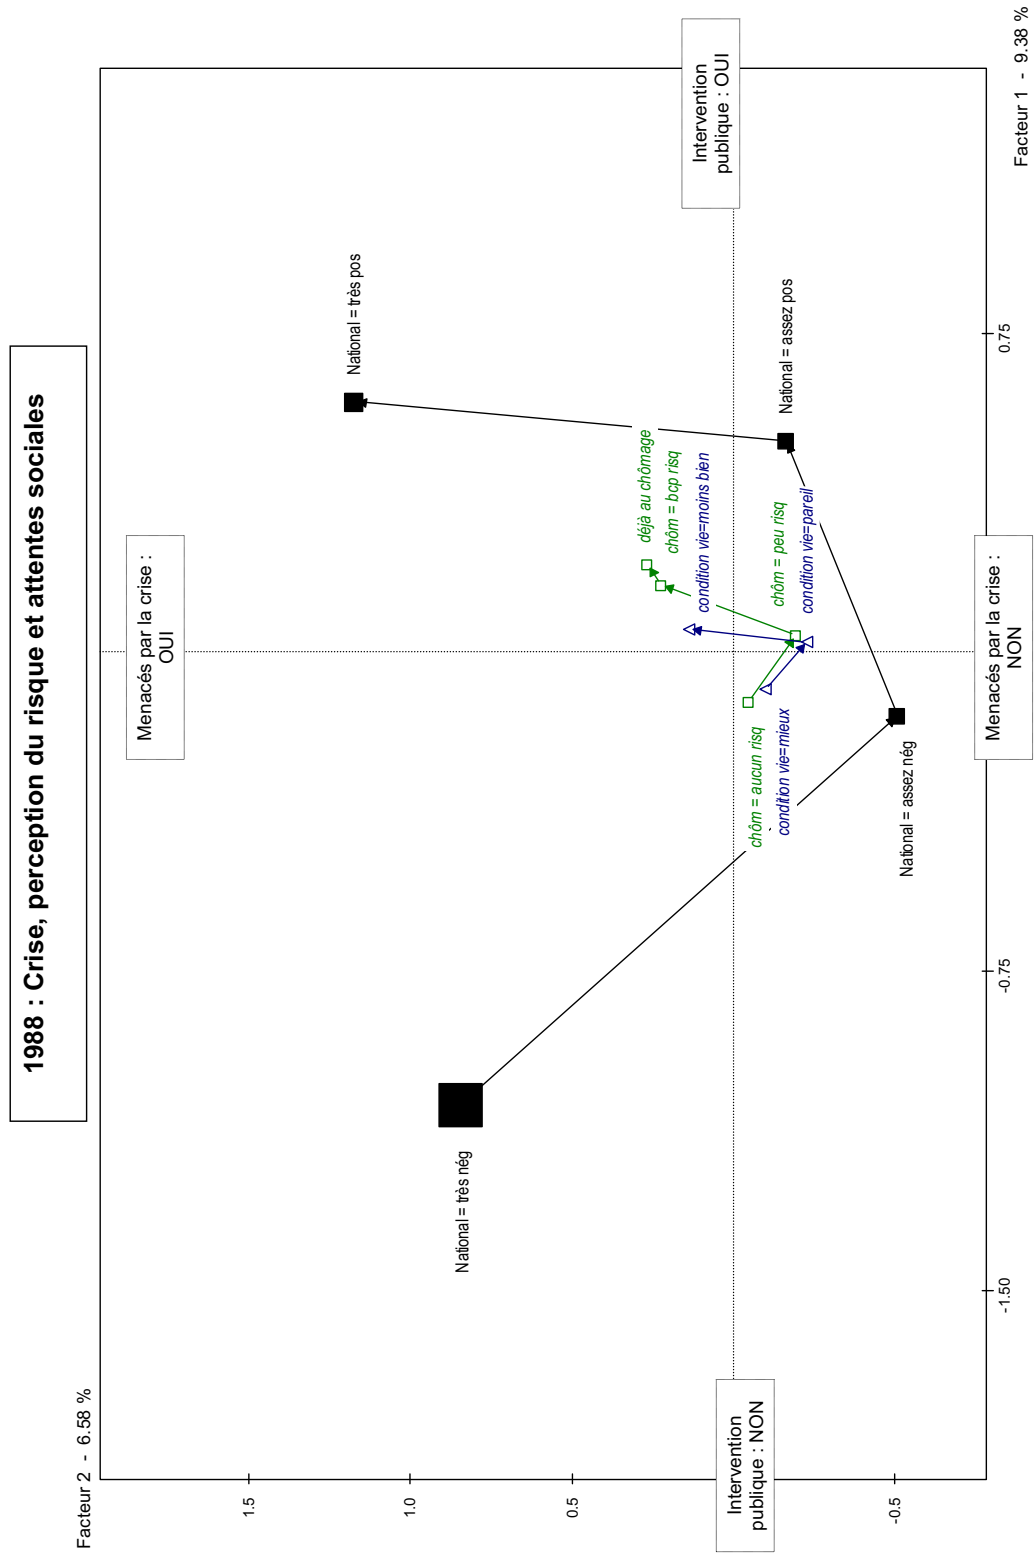 1988 : Crise, perception du risque et attentes sociales
Facteur 2 - 6.58 %
Menacés par la crise :
OUI
1.5
1.0
0.5
-0.5
National = très pos
National = très nég
déjà au chômage
chôm = bcp risq
condition vie=moins bien
Intervention
publique : NON
Intervention
publique : OUI
chôm = aucun risq
condition vie=mieux
chôm = peu risq
condition vie=pareil
National = assez pos
National = assez nég
Menacés par la crise :
NON
-1.50
-0.75
0.75
Facteur 1 - 9.38 %